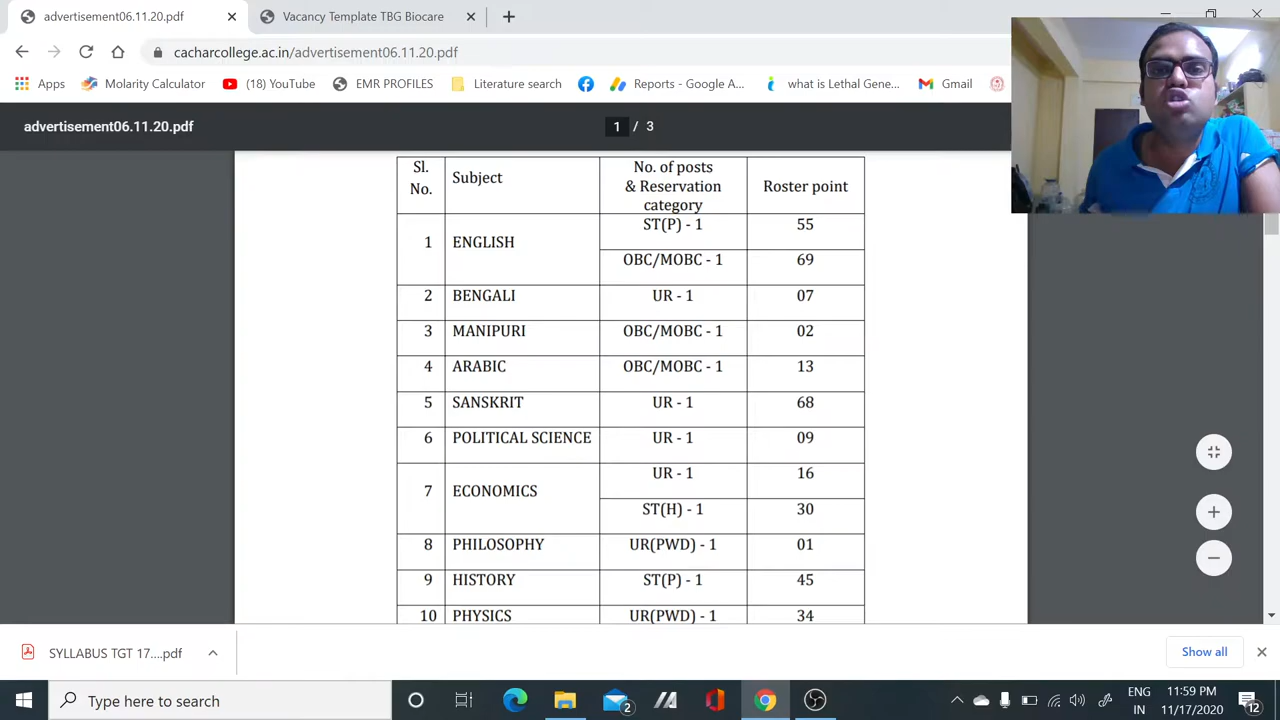 advertisement06.11.20.pdf
Vacancy Template TBG Biocare
cacharcollege.ac.in/advertisement06.11.20.pdf
Apps
Molarity Calculator
(18) YouTube
EMR PROFILES
Literature search
Reports - Google A...
what is Lethal Gene...
Gmail
advertisement06.11.20.pdf
1 / 3
Sl. No.
Subject
No. of posts
& Reservation
category
Roster point
1 ENGLISH
ST(P) - 1 55
OBC/MOBC - 1 69
2 BENGALI UR - 1 07
3 MANIPURI OBC/MOBC - 1 02
4 ARABIC OBC/MOBC - 1 13
5 SANSKRIT UR - 1 68
6 POLITICAL SCIENCE UR - 1 09
7 ECONOMICS
UR - 1 16
ST(H) - 1 30
8 PHILOSOPHY UR(PWD) - 1 01
9 HISTORY ST(P) - 1 45
10 PHYSICS UR(PWD) - 1 34
SYLLABUS TGT 17....pdf
Show all
Type here to search
2
ENG
IN
11:59 PM
11/17/2020
12